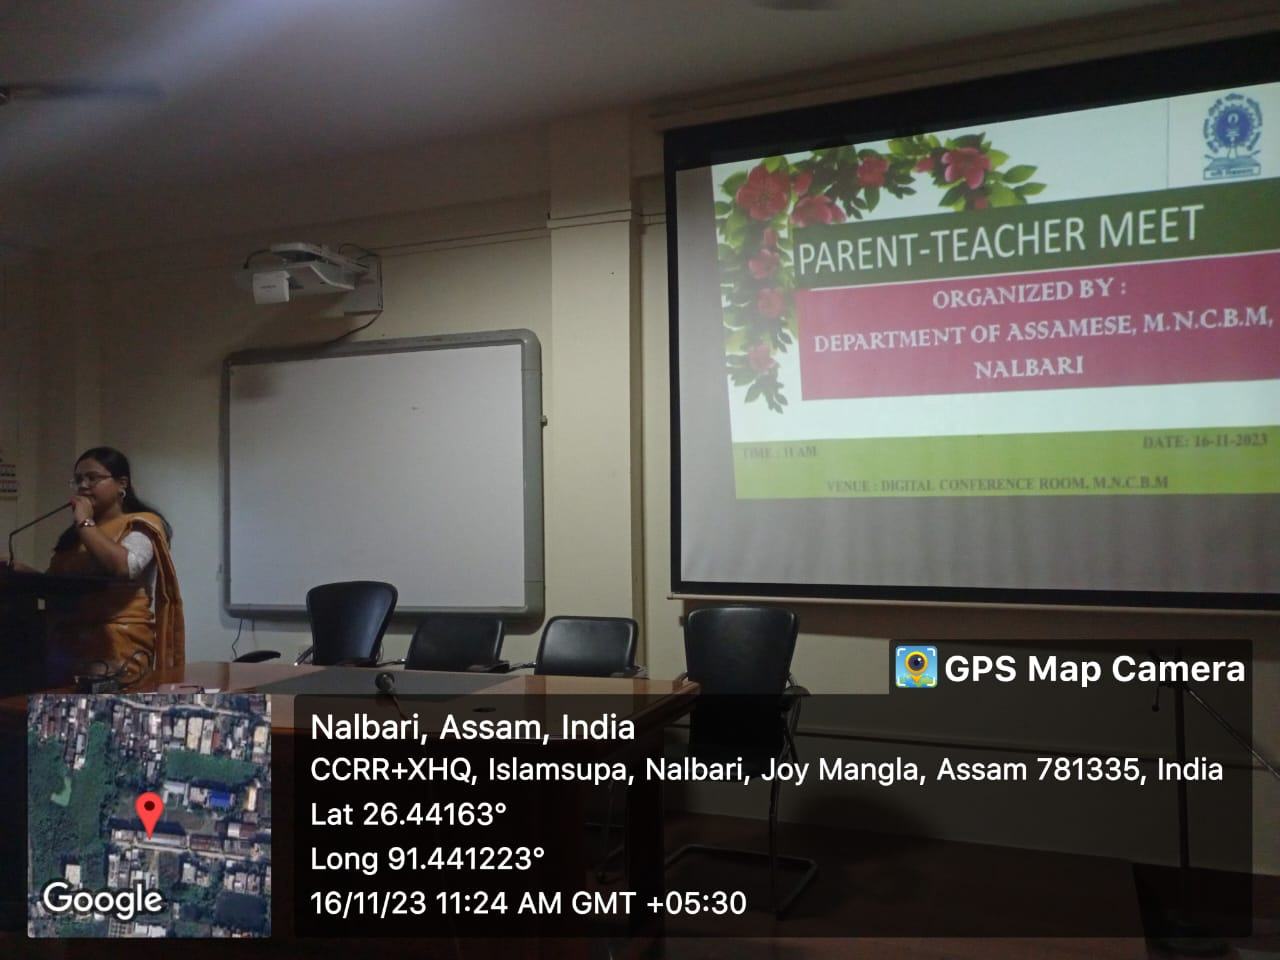 PARENT-TEACHER MEET
ORGANIZED BY :
DEPARTMENT OF ASSAMESE, M.N.C.B.M,
NALBARI
TIME : 11 AM
DATE: 16-11-2023
VENUE : DIGITAL CONFERENCE ROOM, M.N.C.B.M
GPS Map Camera
Nalbari, Assam, India
CCRR+XHQ, Islamsupa, Nalbari, Joy Mangla, Assam 781335, India
Lat 26.44163°
Long 91.441223°
16/11/23 11:24 AM GMT +05:30
Google